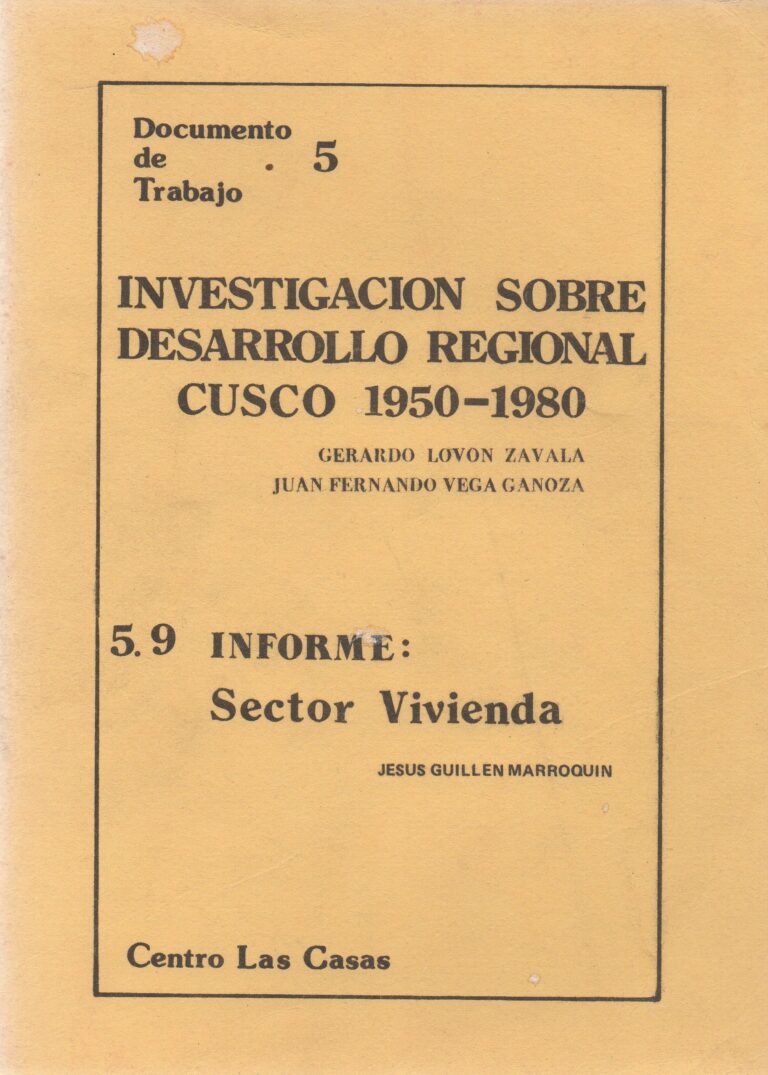 Documento
de . 5
Trabajo
INVESTIGACION SOBRE
DESARROLLO REGIONAL
CUSCO 1950-1980
GERARDO LOVON ZAVALA
JUAN FERNANDO VEGA GANOZA
5.9 INFORME:
Sector Vivienda
JESUS GUILLEN MARROQUIN
Centro Las Casas